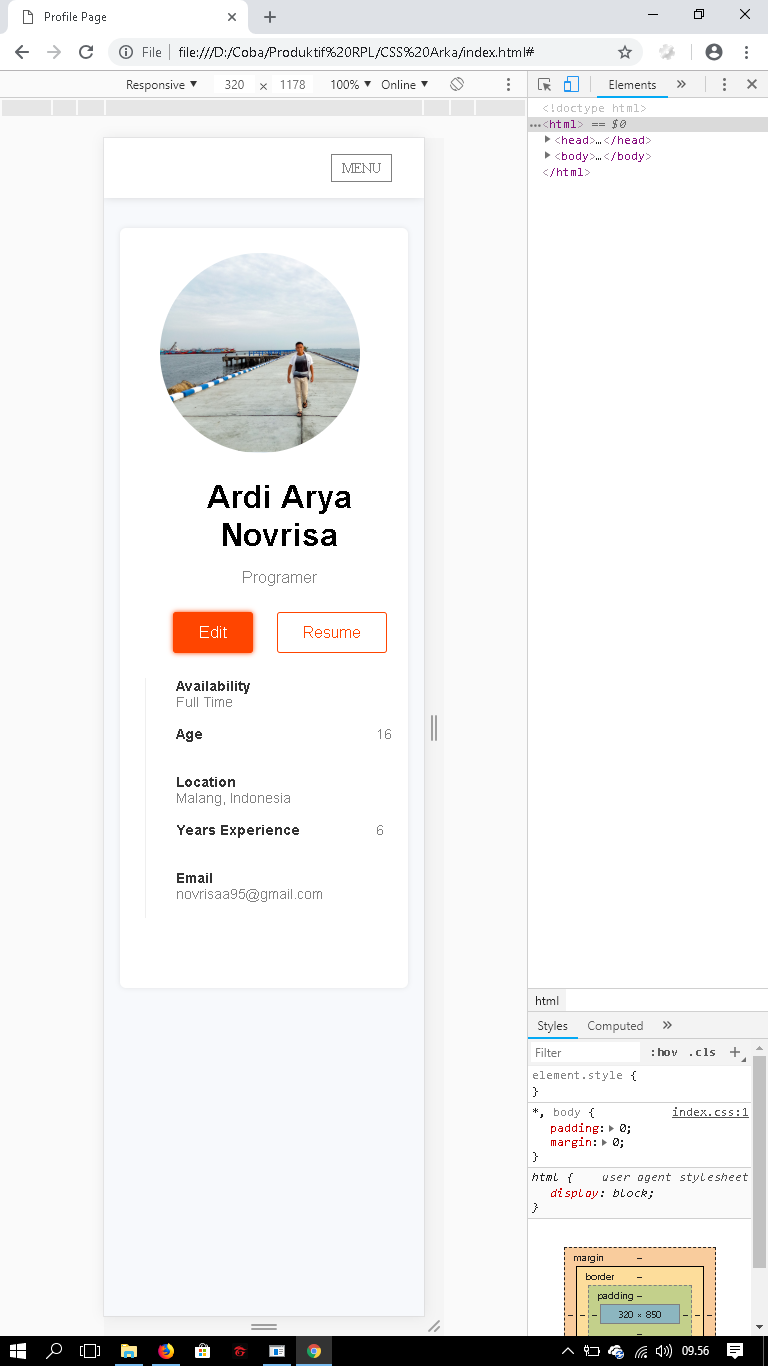 Profile Page
File
file:///D:/Coba/Produktif%20RPL/CSS%20Arka/index.html#
Responsive 320 x 1178 100% Online
Elements
<!doctype html>
<html> == $0
<head>…</head>
<body>…</body>
</html>
MENU
Ardi Arya
Novrisa
Programer
Edit Resume
Availability
Full Time
Age 16
Location
Malang, Indonesia
Years Experience 6
Email
novrisaa95@gmail.com
html
Styles Computed
Filter :hov .cls
element.style {
}
*, body { index.css:1
padding: 0;
margin: 0;
}
html { user agent stylesheet
display: block;
}
margin –
border –
padding –
– – – 320 × 850 – – –
–
09.56